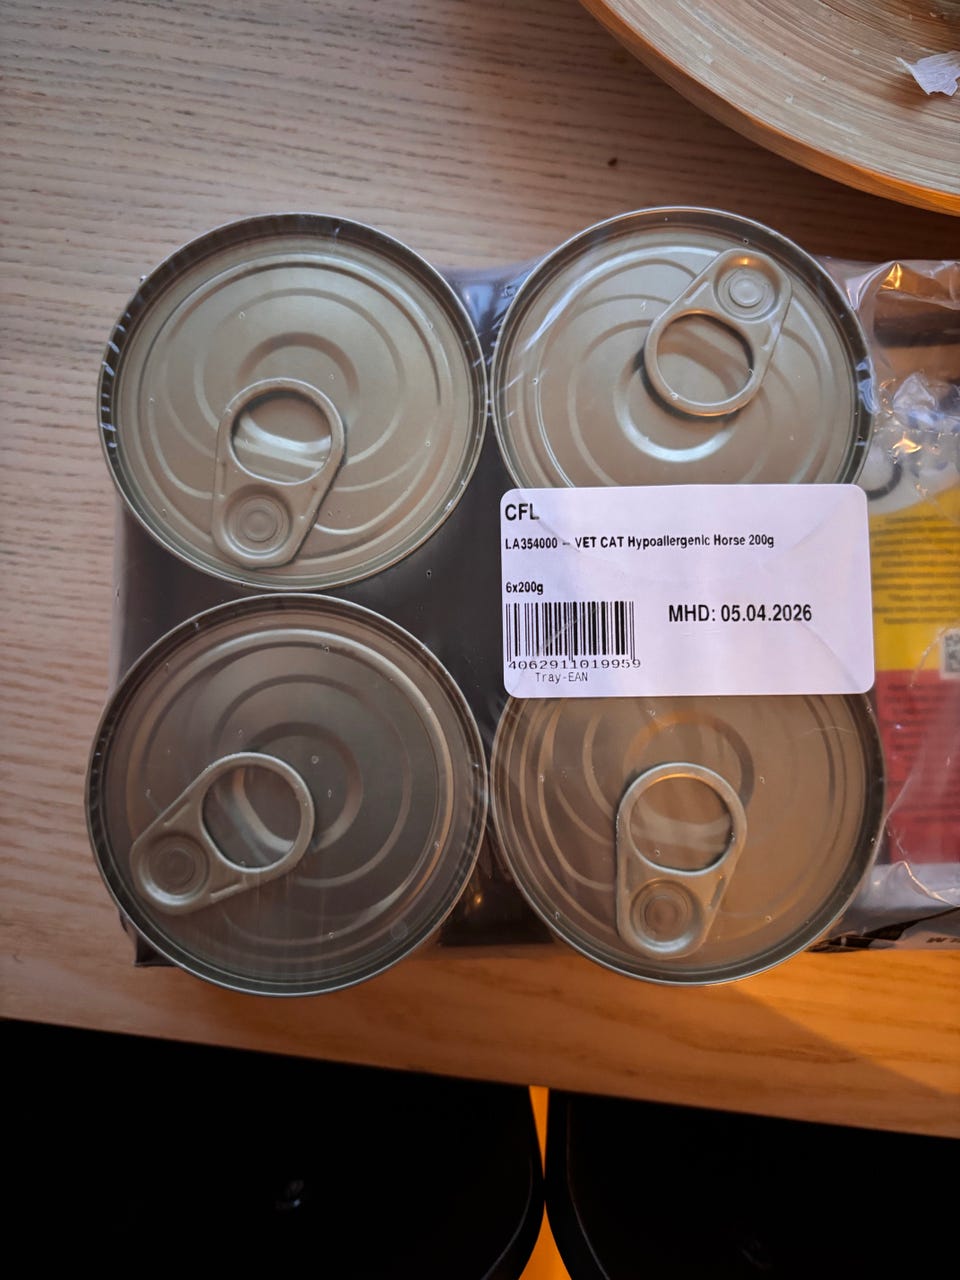 CFL
LA354000 – VET CAT Hypoallergenic Horse 200g
6x200g
MHD: 05.04.2026
4062911019959
Tray-EAN